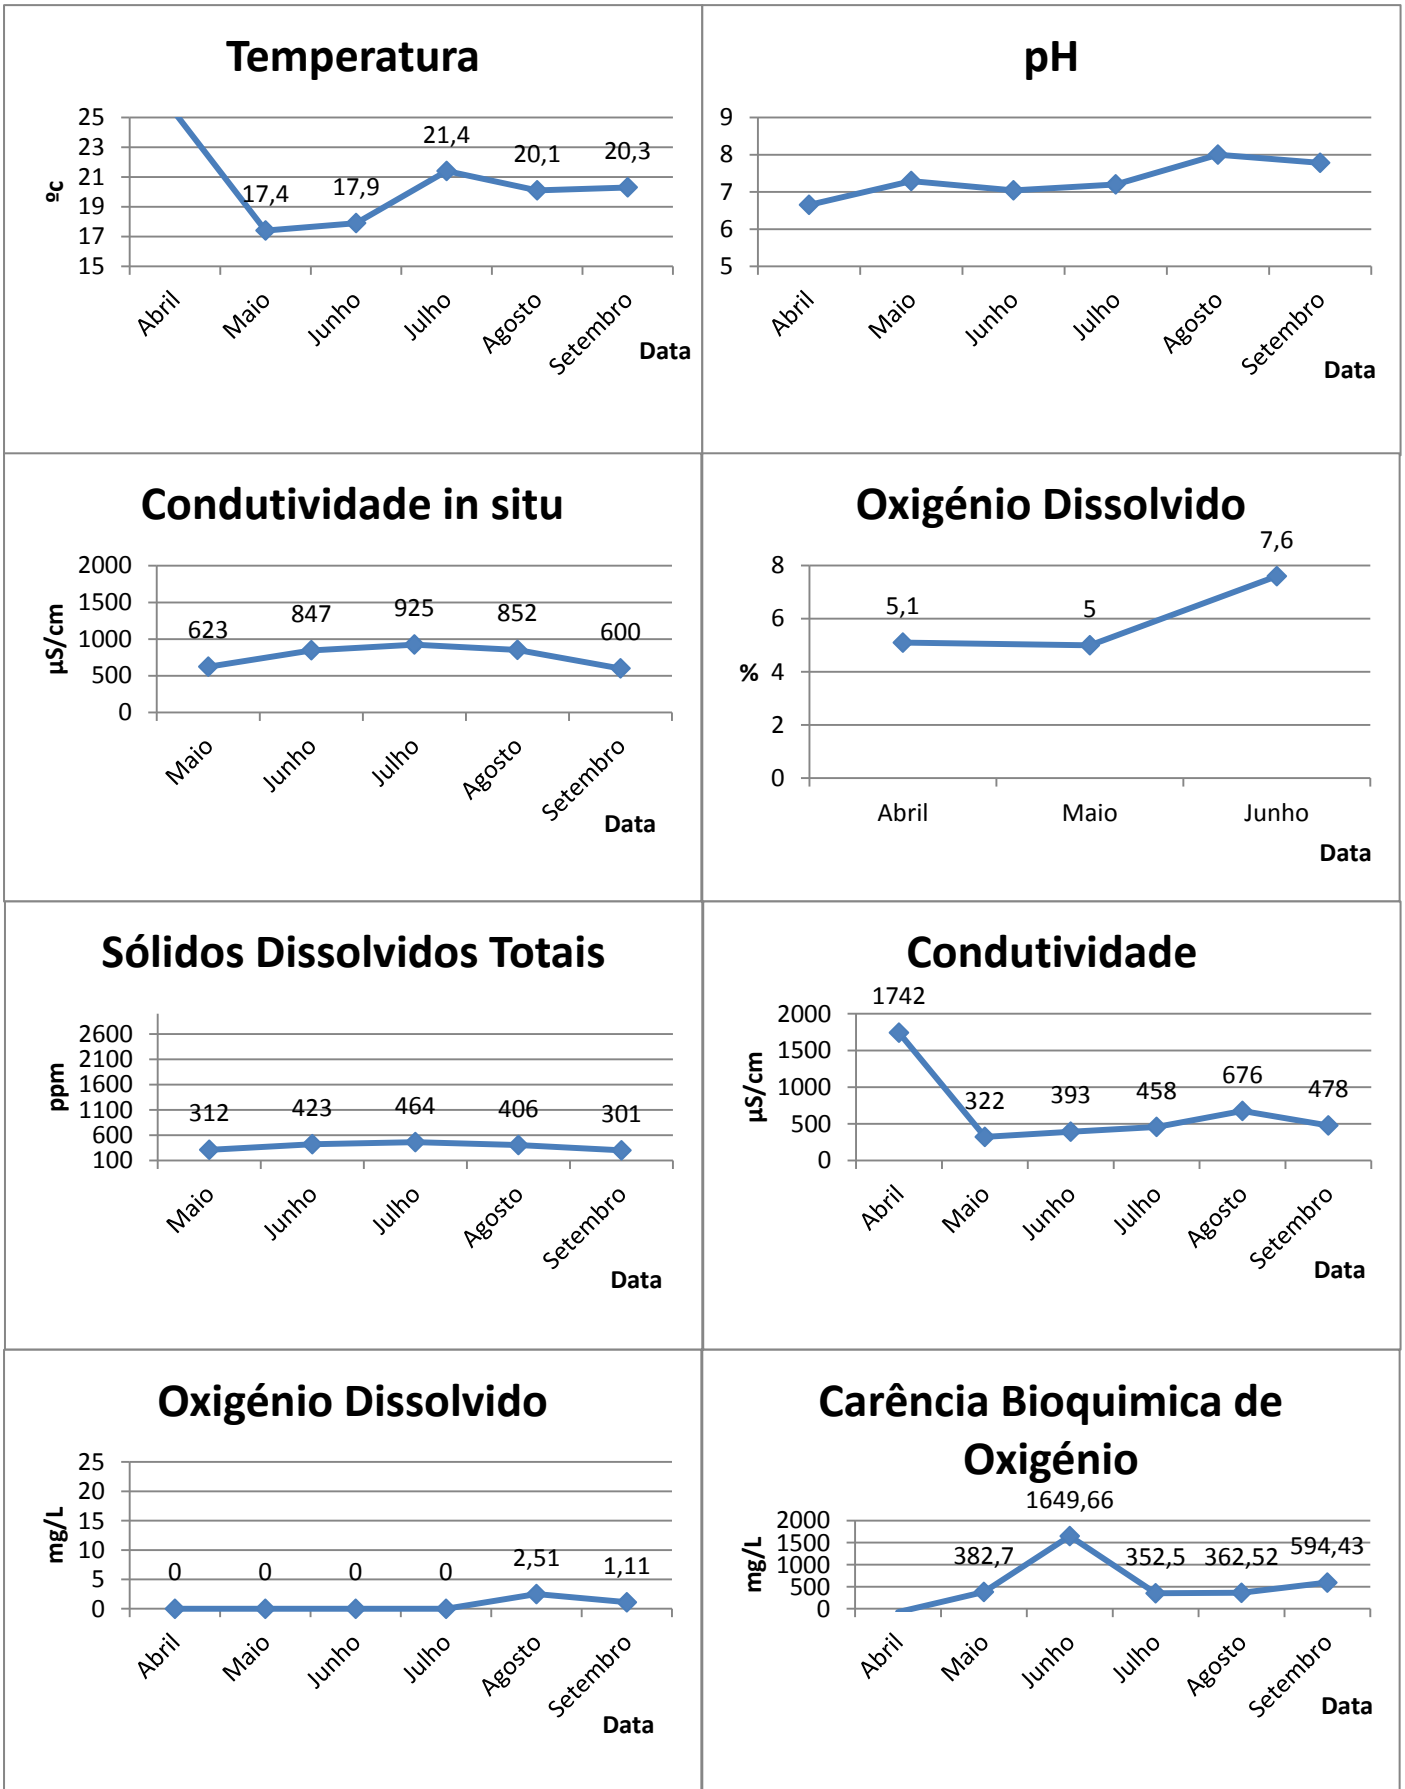 Temperatura
ºc
25
23
21
19
17
15
17,4
17,9
21,4
20,1
20,3
Abril
Maio
Junho
Julho
Agosto
Setembro
Data
pH
9
8
7
6
5
Abril
Maio
Junho
Julho
Agosto
Setembro
Data
Condutividade in situ
µS/cm
2000
1500
1000
500
0
623
847
925
852
600
Maio
Junho
Julho
Agosto
Setembro
Data
Oxigénio Dissolvido
%
8
6
4
2
0
5,1
5
7,6
Abril
Maio
Junho
Data
Sólidos Dissolvidos Totais
ppm
2600
2100
1600
1100
600
100
312
423
464
406
301
Maio
Junho
Julho
Agosto
Setembro
Data
Condutividade
µS/cm
2000
1500
1000
500
0
1742
322
393
458
676
478
Abril
Maio
Junho
Julho
Agosto
Setembro
Data
Oxigénio Dissolvido
mg/L
25
20
15
10
5
0
0
0
0
0
2,51
1,11
Abril
Maio
Junho
Julho
Agosto
Setembro
Data
Carência Bioquimica de
Oxigénio
mg/L
2000
1500
1000
500
0
382,7
1649,66
352,5
362,52
594,43
Abril
Maio
Junho
Julho
Agosto
Setembro
Data